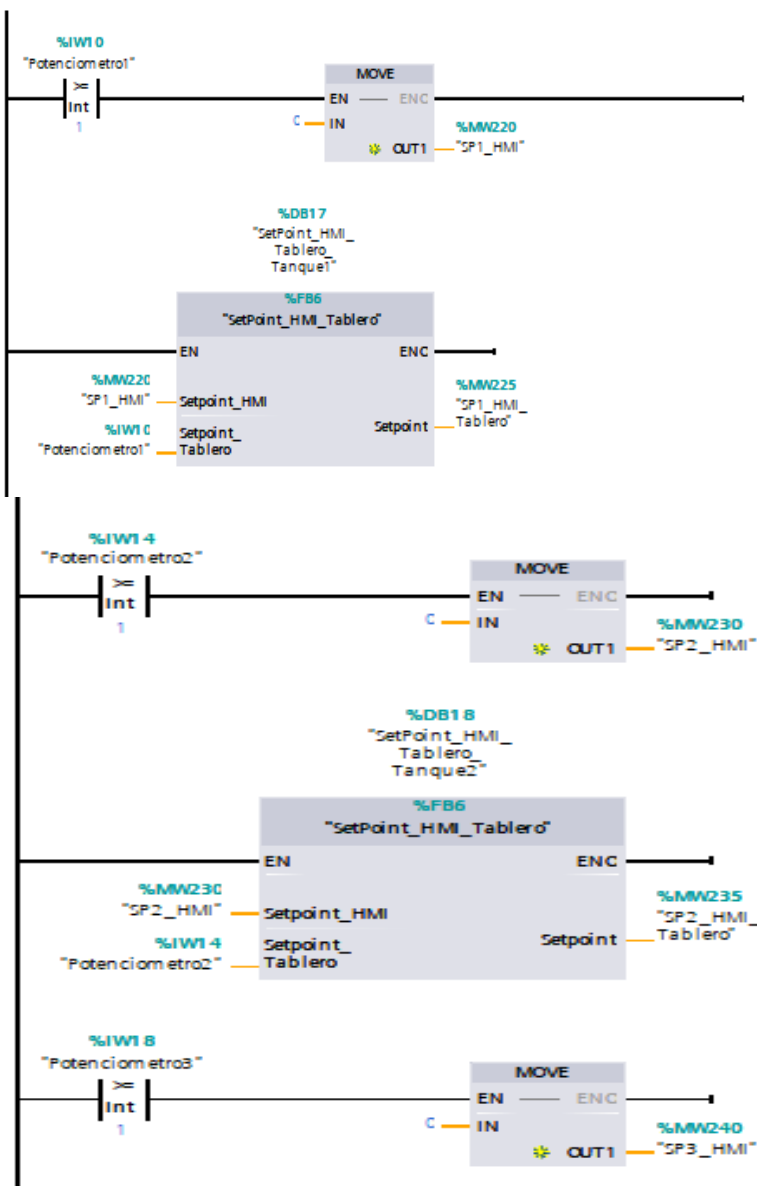 %IW10
"Potenciometro1"
>=
Int
1
MOVE
EN
ENO
0
IN
OUT1
%MW220
"SP1_HMI"
%DB17
"SetPoint_HMI_
Tablero_
Tanque1"
%FB6
"SetPoint_HMI_Tablero"
EN
ENO
%MW220
"SP1_HMI"
Setpoint_HMI
%IW10
"Potenciometro1"
Setpoint_
Tablero
Setpoint
%MW225
"SP1_HMI_
Tablero"
%IW14
"Potenciometro2"
>=
Int
1
MOVE
EN
ENO
0
IN
OUT1
%MW230
"SP2_HMI"
%DB18
"SetPoint_HMI_
Tablero_
Tanque2"
%FB6
"SetPoint_HMI_Tablero"
EN
ENO
%MW230
"SP2_HMI"
Setpoint_HMI
%IW14
"Potenciometro2"
Setpoint_
Tablero
Setpoint
%MW235
"SP2_HMI_
Tablero"
%IW18
"Potenciometro3"
>=
Int
1
MOVE
EN
ENO
0
IN
OUT1
%MW240
"SP3_HMI"